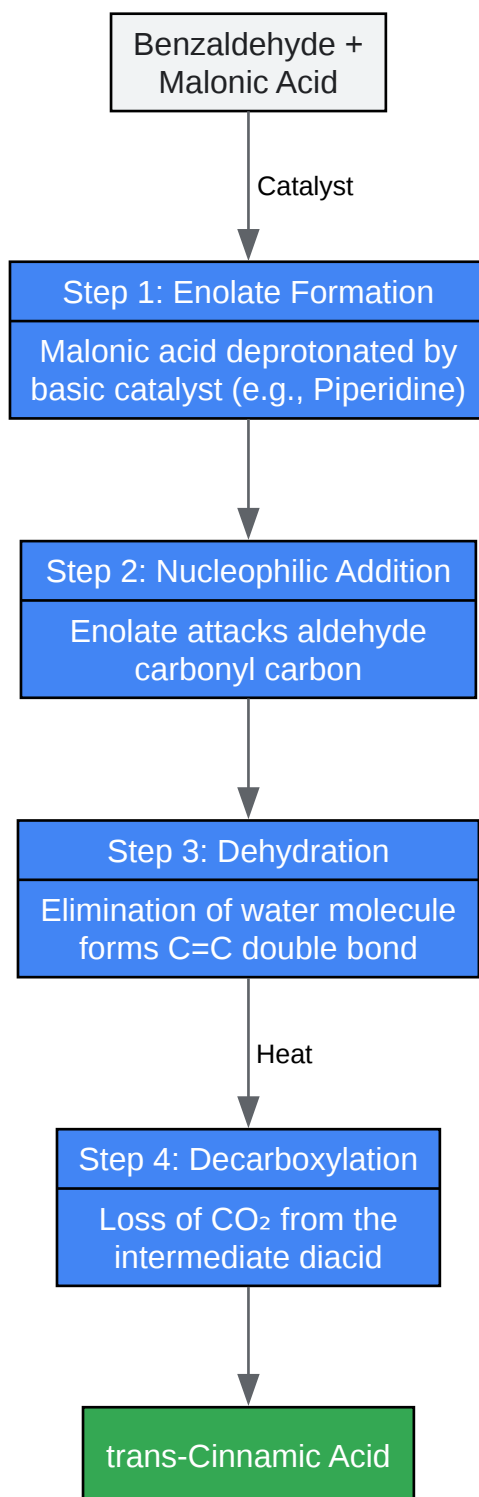 Benzaldehyde +
Malonic Acid
Catalyst
Step 1: Enolate Formation
Malonic acid deprotonated by
basic catalyst (e.g., Piperidine)
Step 2: Nucleophilic Addition
Enolate attacks aldehyde
carbonyl carbon
Step 3: Dehydration
Elimination of water molecule
forms C=C double bond
Heat
Step 4: Decarboxylation
Loss of CO₂ from the
intermediate diacid
trans-Cinnamic Acid